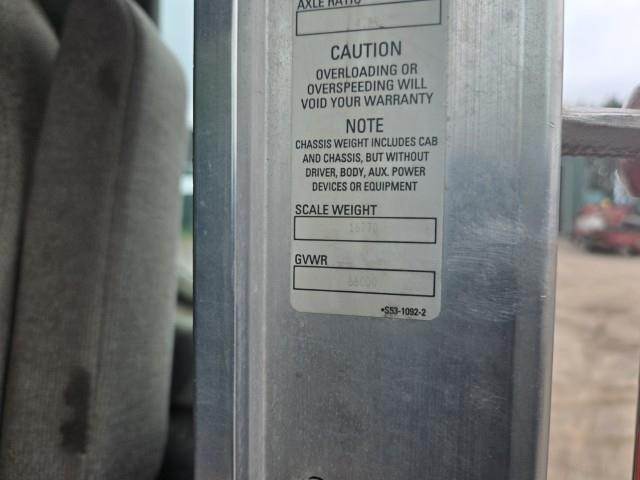 AXLE RATIO
CAUTION
OVERLOADING OR
OVERSPEEDING WILL
VOID YOUR WARRANTY
NOTE
CHASSIS WEIGHT INCLUDES CAB
AND CHASSIS, BUT WITHOUT
DRIVER, BODY, AUX. POWER
DEVICES OR EQUIPMENT
SCALE WEIGHT
GVWR
*S53-1092-2